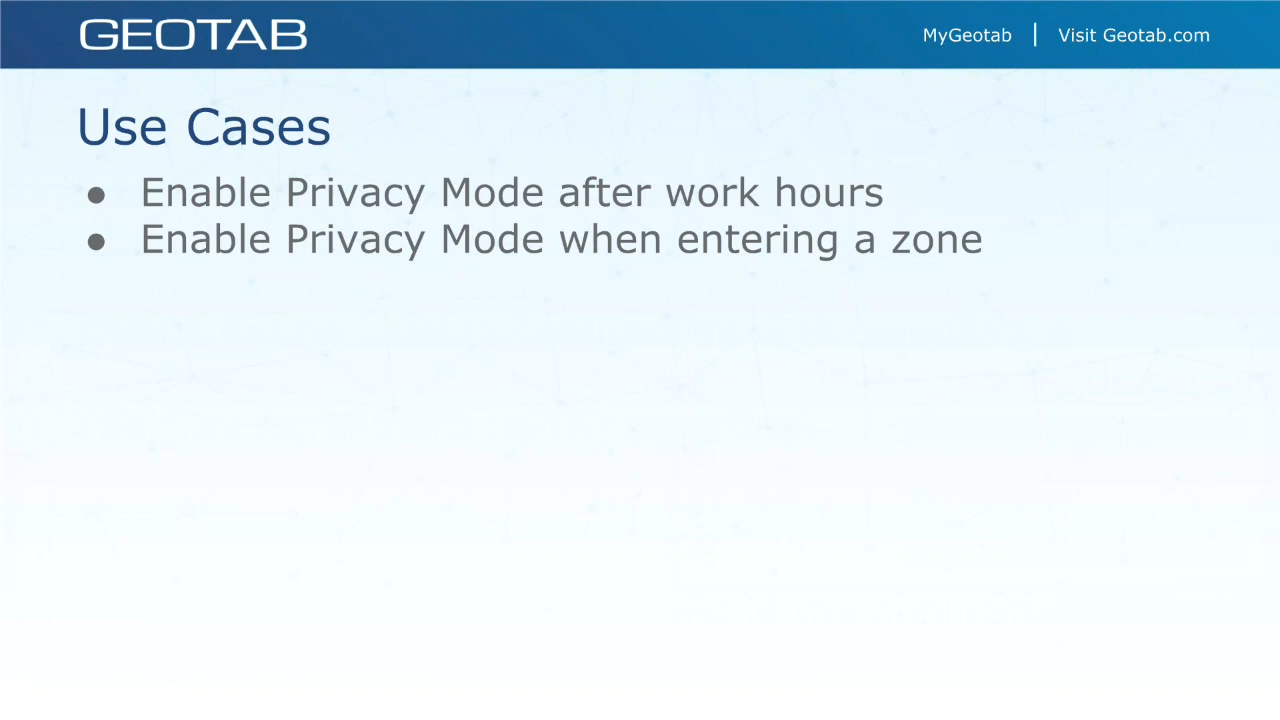 GEOTAB
MyGeotab | Visit Geotab.com
Use Cases
● Enable Privacy Mode after work hours
● Enable Privacy Mode when entering a zone